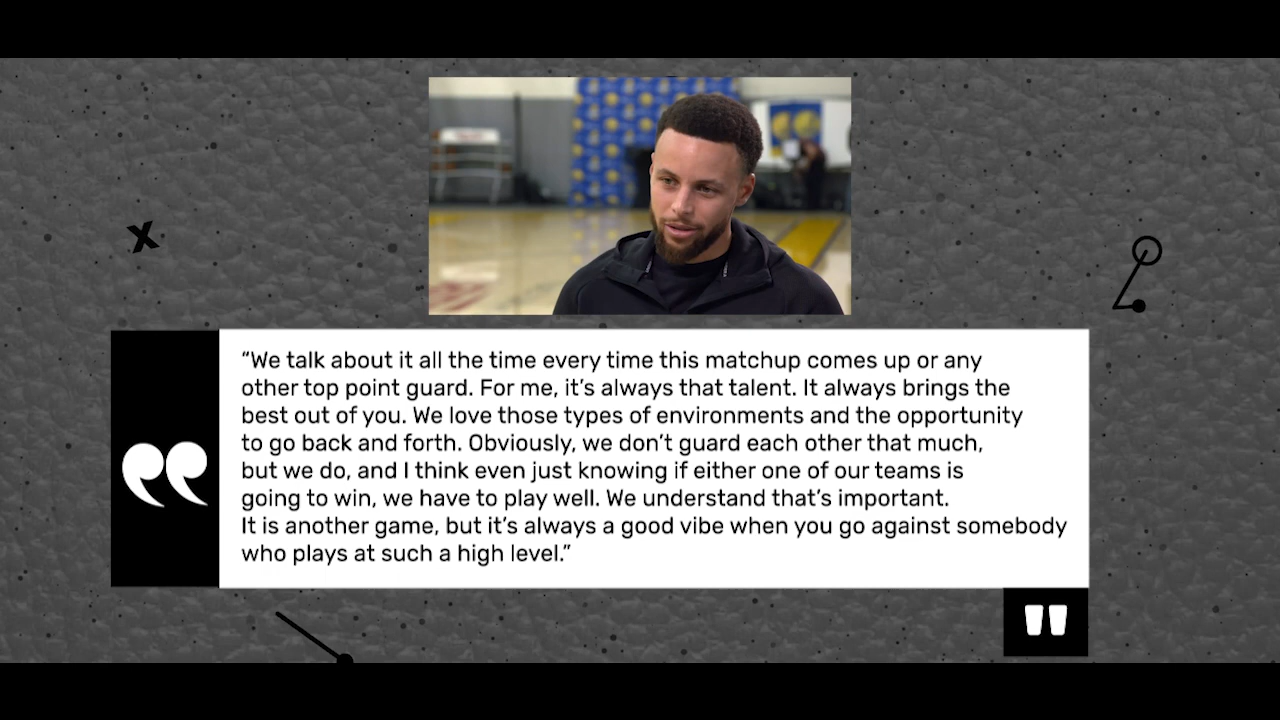 “We talk about it all the time every time this matchup comes up or any
other top point guard. For me, it’s always that talent. It always brings the
best out of you. We love those types of environments and the opportunity
to go back and forth. Obviously, we don’t guard each other that much,
but we do, and I think even just knowing if either one of our teams is
going to win, we have to play well. We understand that’s important.
It is another game, but it’s always a good vibe when you go against somebody
who plays at such a high level.”